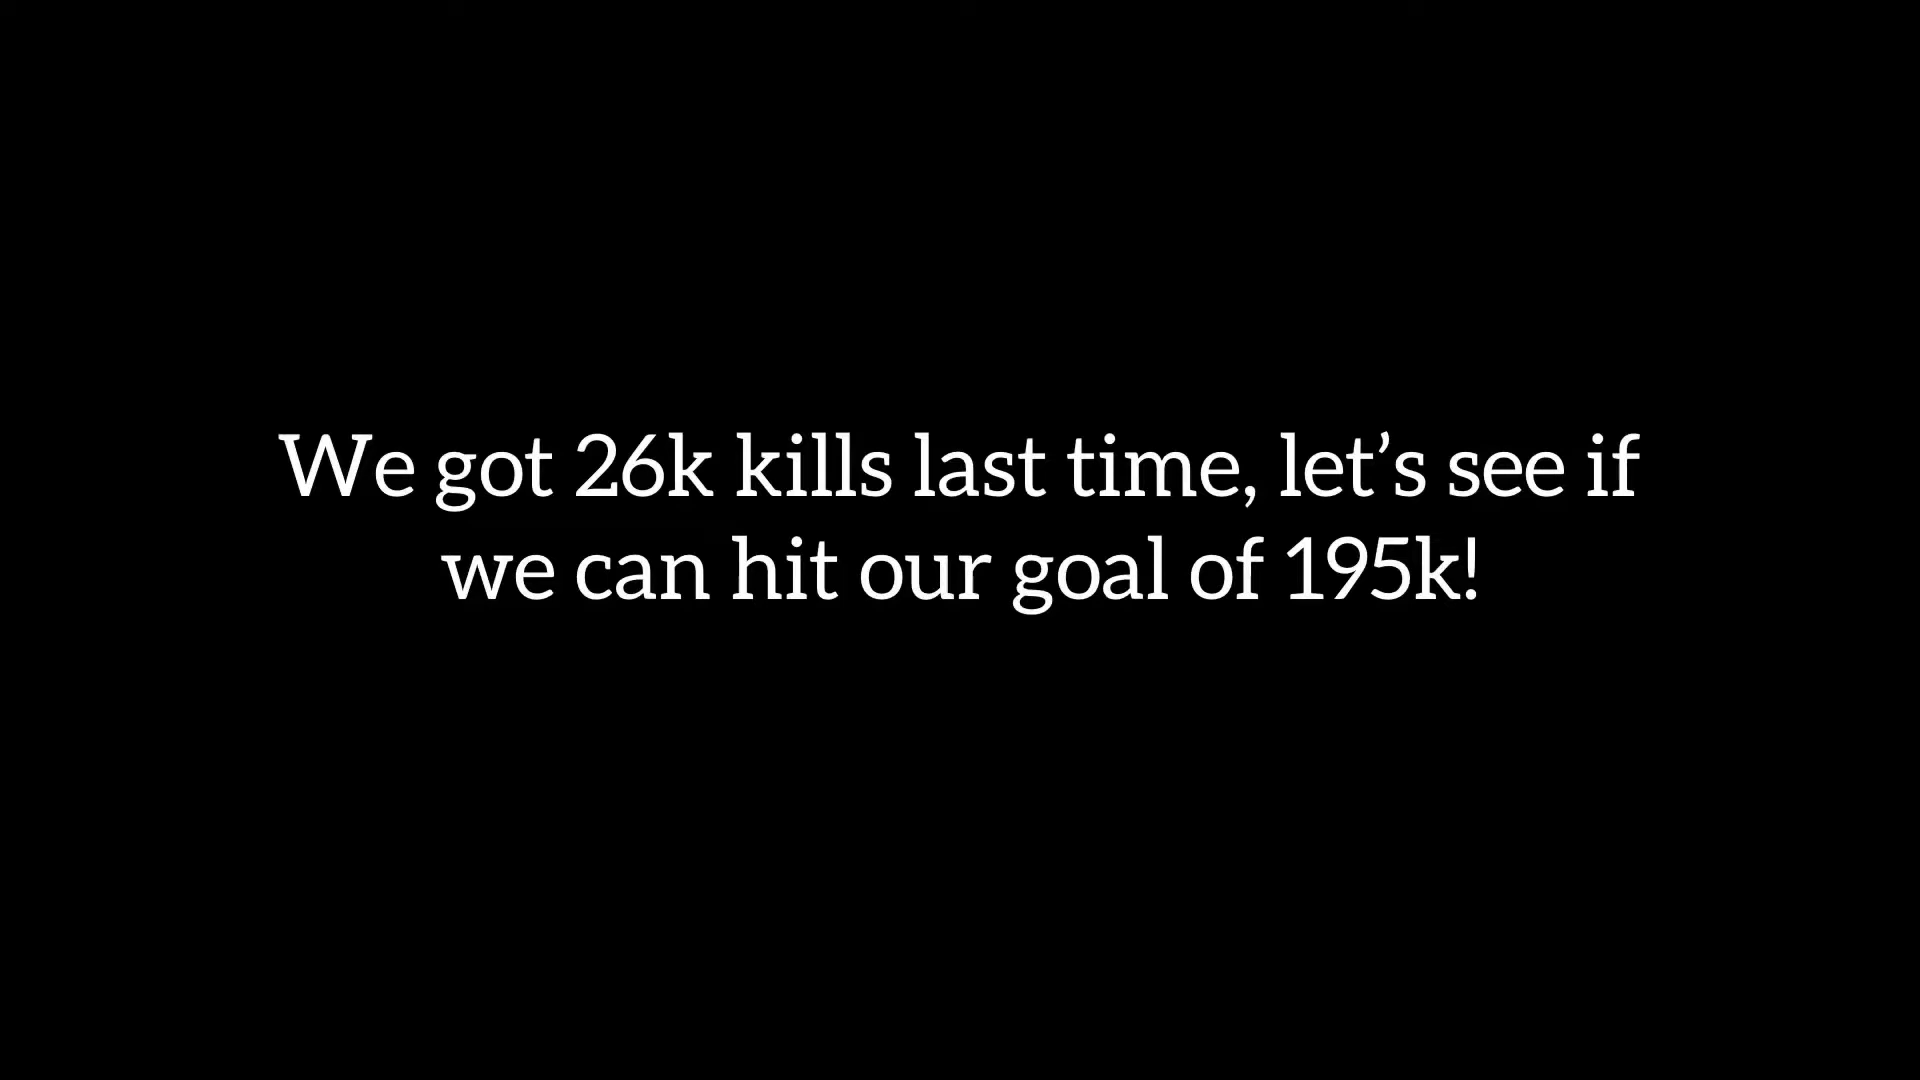 We got 26k kills last time, let’s see if
we can hit our goal of 195k!